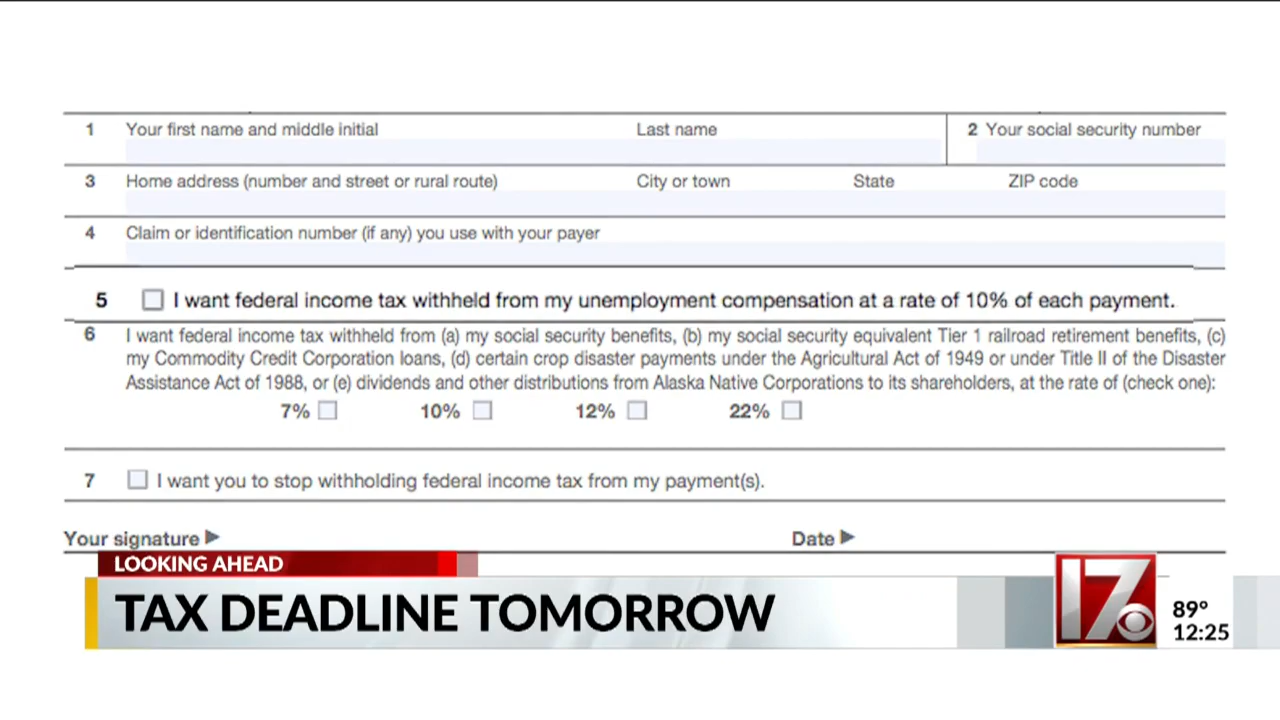 1 Your first name and middle initial Last name 2 Your social security number
3 Home address (number and street or rural route) City or town State ZIP code
4 Claim or identification number (if any) you use with your payer
5 I want federal income tax withheld from my unemployment compensation at a rate of 10% of each payment.
6 I want federal income tax withheld from (a) my social security benefits, (b) my social security equivalent Tier 1 railroad retirement benefits, (c)
my Commodity Credit Corporation loans, (d) certain crop disaster payments under the Agricultural Act of 1949 or under Title II of the Disaster
Assistance Act of 1988, or (e) dividends and other distributions from Alaska Native Corporations to its shareholders, at the rate of (check one):
7% 10% 12% 22%
7 I want you to stop withholding federal income tax from my payment(s).
Your signature ▶ Date ▶
LOOKING AHEAD
TAX DEADLINE TOMORROW
17
89°
12:25